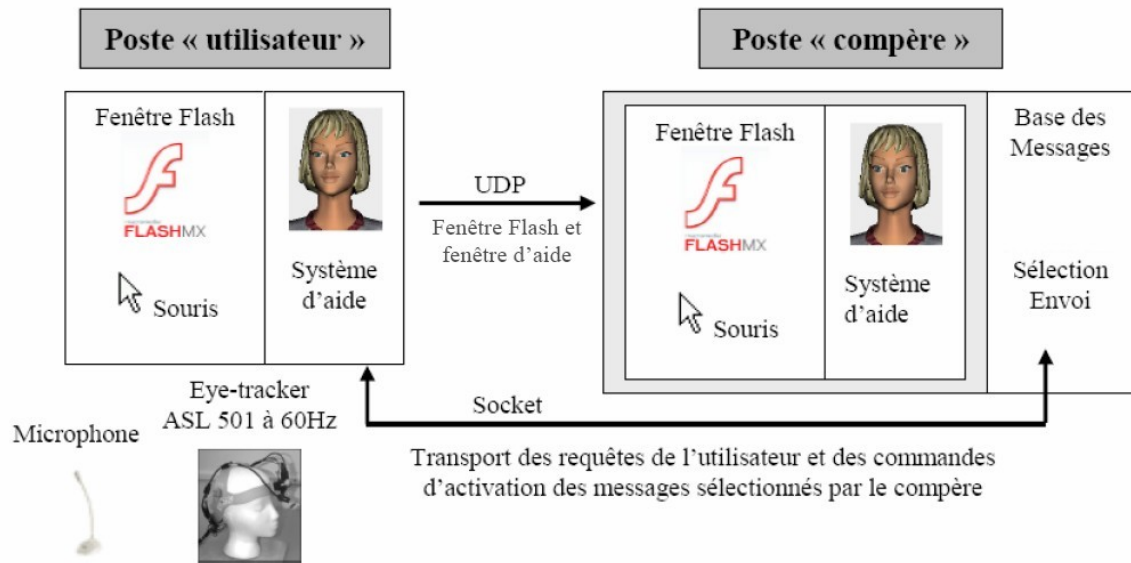 Poste « utilisateur »
Poste « compère »
Fenêtre Flash
FLASHMX
Souris
Système
d'aide
UDP
Fenêtre Flash et
fenêtre d'aide
Fenêtre Flash
FLASHMX
Souris
Système
d'aide
Base des
Messages
Sélection
Envoi
Eye-tracker
ASL 501 à 60Hz
Microphone
Socket
Transport des requêtes de l'utilisateur et des commandes
d'activation des messages sélectionnés par le compère